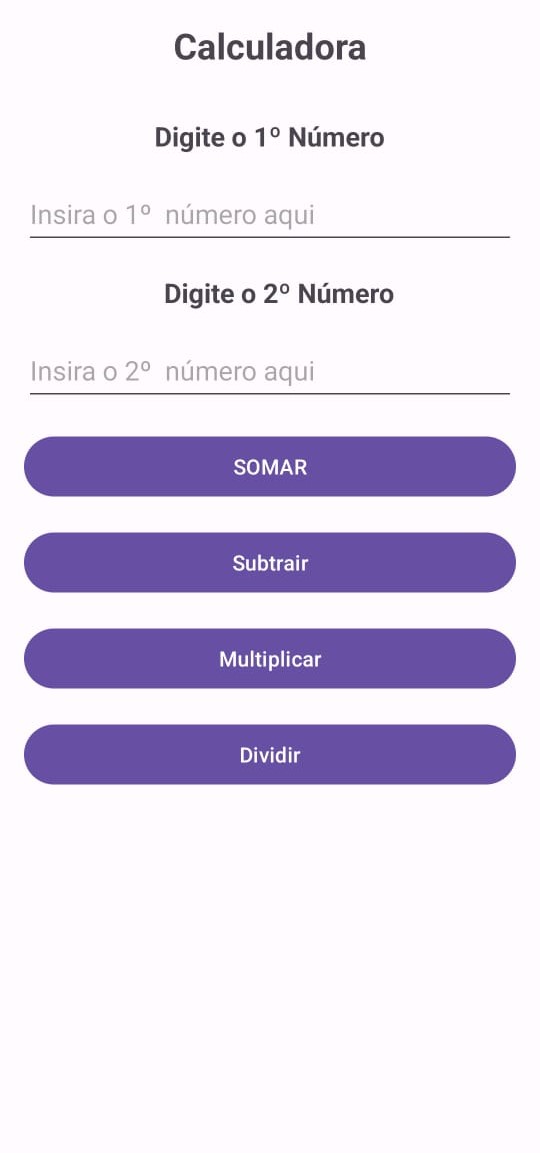 Calculadora
Digite o 1º Número
Insira o 1º  número aqui
Digite o 2º Número
Insira o 2º  número aqui
SOMAR
Subtrair
Multiplicar
Dividir